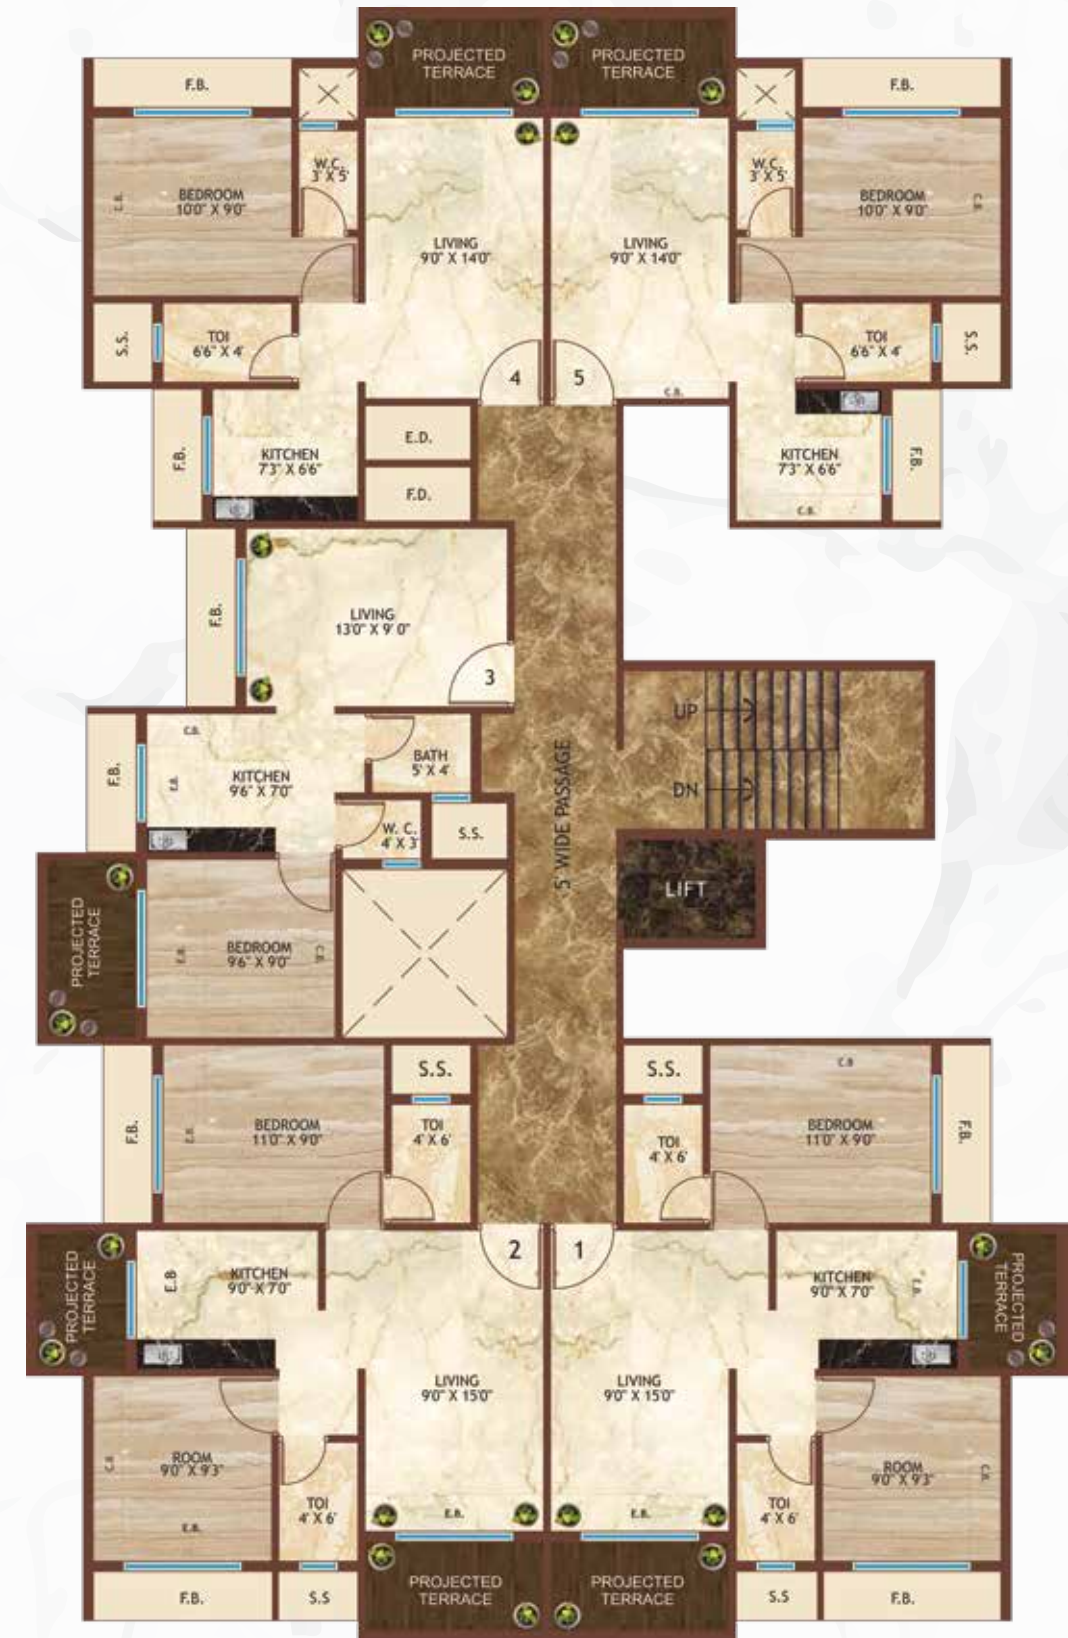 PROJECTED
TERRACE
PROJECTED
TERRACE
F.B.
F.B.
W.C.
3' X 5'
W.C.
3' X 5'
C.B.
BEDROOM
10'0" X 9'0"
BEDROOM
10'0" X 9'0"
C.B.
LIVING
9'0" X 14'0"
LIVING
9'0" X 14'0"
S.S.
TOI
6'6" X 4'
TOI
6'6" X 4'
S.S.
4
5
C.B.
E.D.
F.B.
KITCHEN
7'3" X 6'6"
KITCHEN
7'3" X 6'6"
F.B.
F.D.
C.B.
F.B.
LIVING
13'0" X 9' 0"
3
UP
C.B.
F.B.
E.B.
KITCHEN
9'6" X 7'0"
BATH
5' X 4'
DN
5' WIDE PASSAGE
W. C.
4' X 3'
S.S.
LIFT
PROJECTED
TERRACE
E.B.
BEDROOM
9'6" X 9'0"
C.B.
S.S.
S.S.
C.B
F.B.
E.B.
BEDROOM
11'0" X 9'0"
TOI
4' X 6'
TOI
4' X 6'
BEDROOM
11'0" X 9'0"
F.B.
2
1
PROJECTED
TERRACE
E.B
KITCHEN
9'0" X 7'0"
KITCHEN
9'0" X 7'0"
E.B.
PROJECTED
TERRACE
LIVING
9'0" X 15'0"
LIVING
9'0" X 15'0"
C.B
ROOM
9'0" X 9'3"
ROOM
9'0" X 9'3"
C.B.
TOI
4' X 6'
TOI
4' X 6'
E.B.
E.B.
E.B.
F.B.
S.S
PROJECTED
TERRACE
PROJECTED
TERRACE
S.S
F.B.